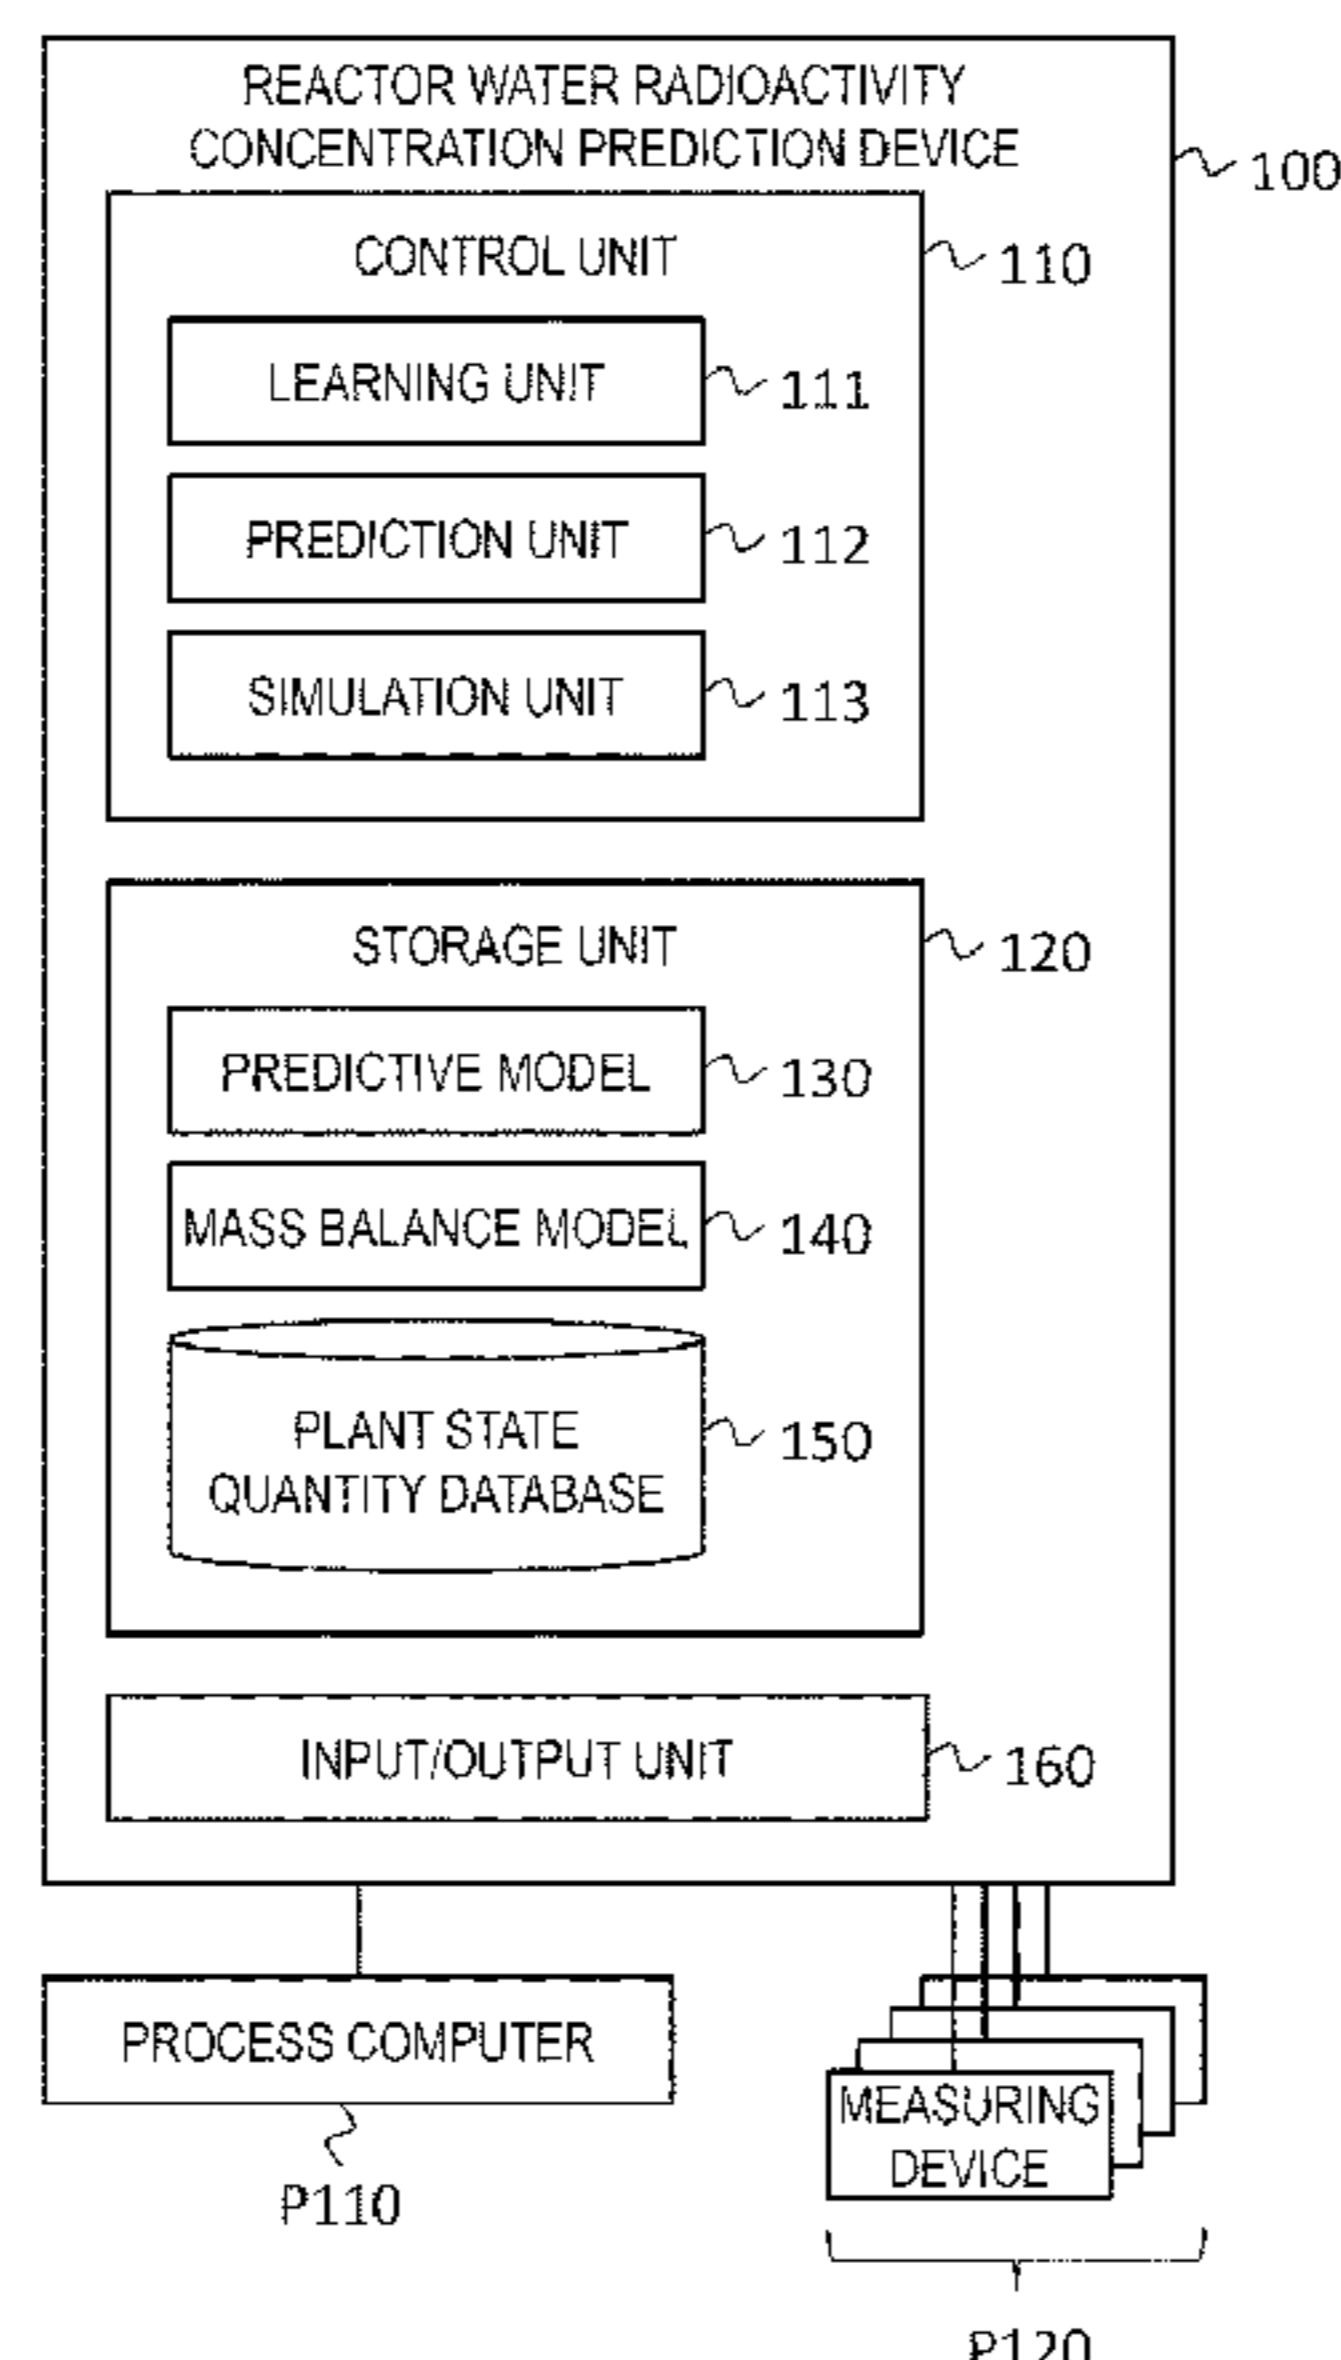 REACTOR WATER RADIOACTIVITY
CONCENTRATION PREDICTION DEVICE
100
CONTROL UNIT
110
LEARNING UNIT
111
PREDICTION UNIT
112
SIMULATION UNIT
113
STORAGE UNIT
120
PREDICTIVE MODEL
130
MASS BALANCE MODEL
140
PLANT STATE
QUANTITY DATABASE
150
INPUT/OUTPUT UNIT
160
PROCESS COMPUTER
P110
MEASURING
DEVICE
P120